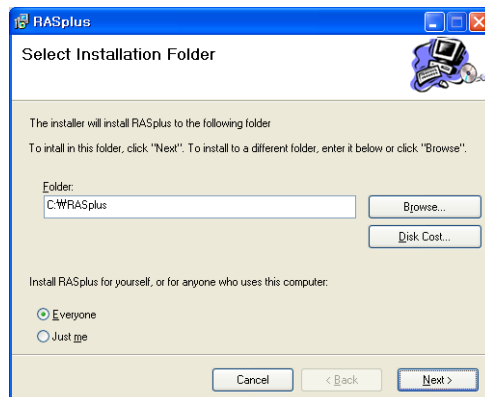 RASplus
Select Installation Folder
The installer will install RASplus to the following folder
To intall in this folder, click "Next". To install to a different folder, enter it below or click "Browse".
Folder:
C:₩RASplus
Browse...
Disk Cost...
Install RASplus for yourself, or for anyone who uses this computer:
Everyone
Just me
Cancel
< Back
Next >